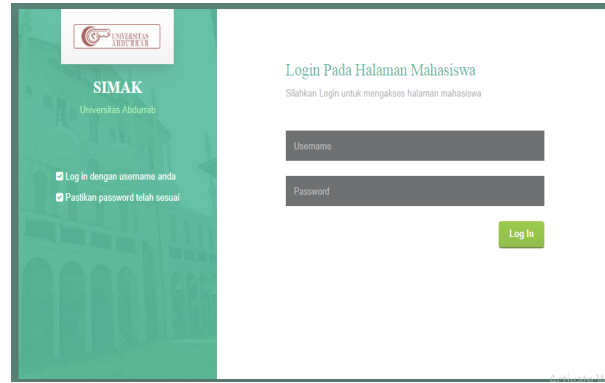 UNIVERSITAS
ABDURRAB
SIMAK
Universitas Abdurrab
Log in dengan username anda
Pastikan password telah sesuai
Login Pada Halaman Mahasiswa
Silahkan Login untuk mengakses halaman mahasiswa
Username
Password
Log In